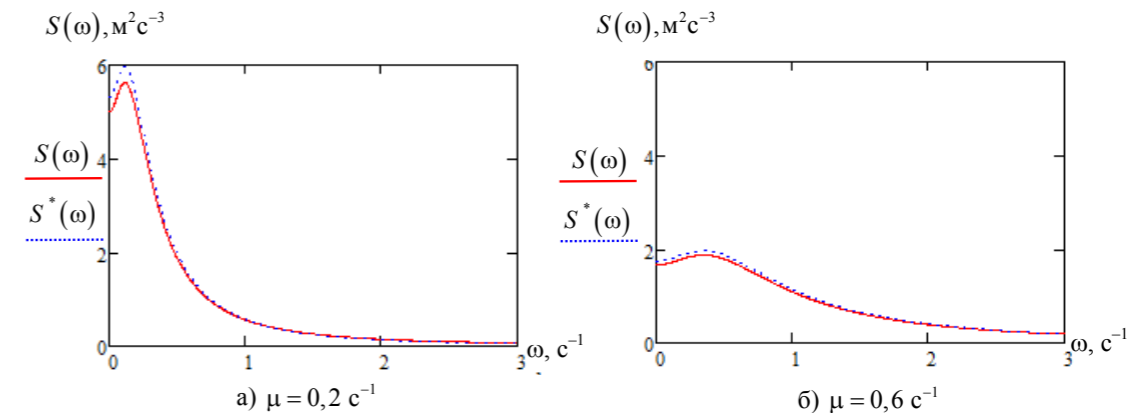 S(ω), м²с⁻³
6
S(ω)
4
S*(ω)
2
0
0 1 2 3
ω, с⁻¹
а) μ = 0,2 с⁻¹
S(ω), м²с⁻³
6
S(ω)
4
S*(ω)
2
0
0 1 2 3
ω, с⁻¹
б) μ = 0,6 с⁻¹